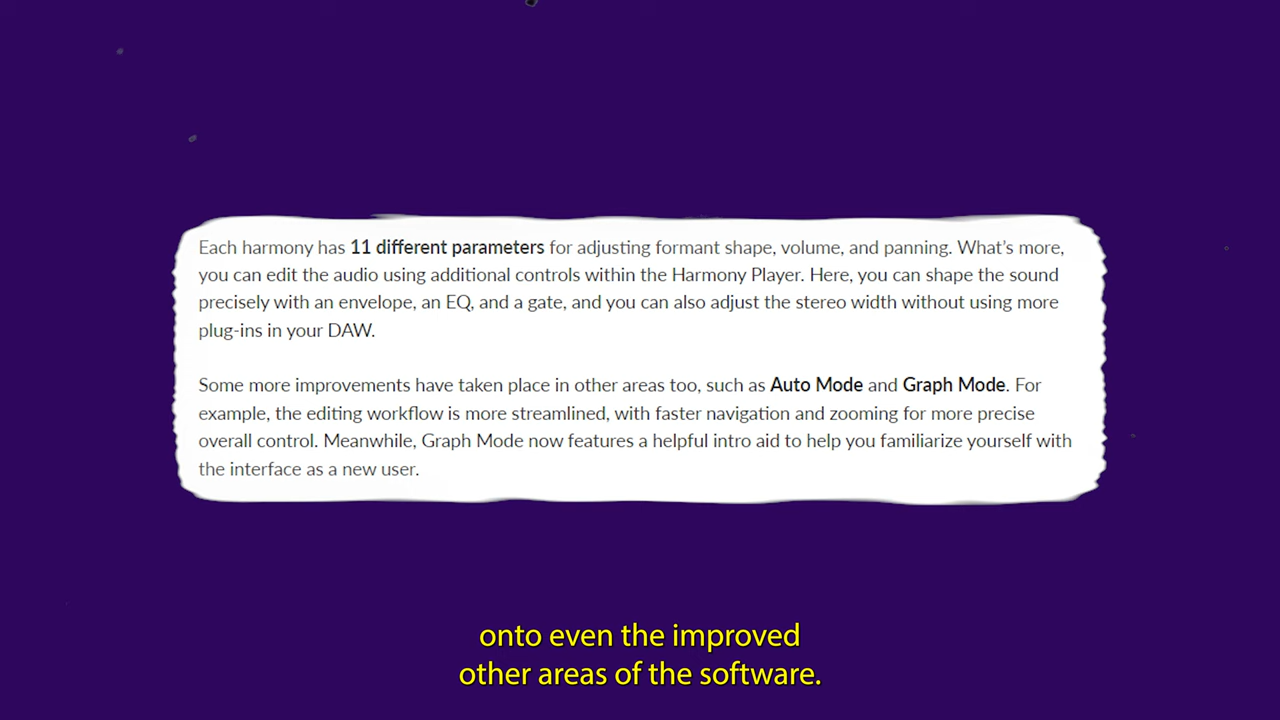 Each harmony has 11 different parameters for adjusting formant shape, volume, and panning. What’s more,
you can edit the audio using additional controls within the Harmony Player. Here, you can shape the sound
precisely with an envelope, an EQ, and a gate, and you can also adjust the stereo width without using more
plug-ins in your DAW.
Some more improvements have taken place in other areas too, such as Auto Mode and Graph Mode. For
example, the editing workflow is more streamlined, with faster navigation and zooming for more precise
overall control. Meanwhile, Graph Mode now features a helpful intro aid to help you familiarize yourself with
the interface as a new user.
onto even the improved
other areas of the software.